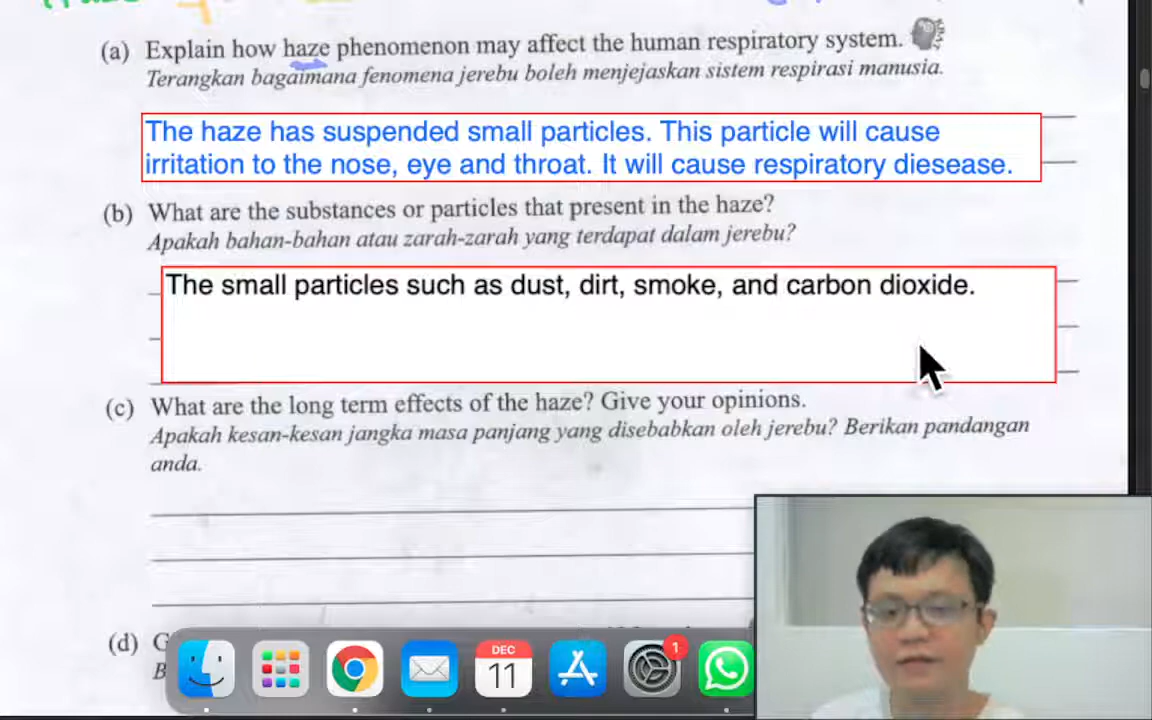 (a) Explain how haze phenomenon may affect the human respiratory system.
Terangkan bagaimana fenomena jerebu boleh menjejaskan sistem respirasi manusia.
The haze has suspended small particles. This particle will cause
irritation to the nose, eye and throat. It will cause respiratory diesease.
(b) What are the substances or particles that present in the haze?
Apakah bahan-bahan atau zarah-zarah yang terdapat dalam jerebu?
The small particles such as dust, dirt, smoke, and carbon dioxide.
(c) What are the long term effects of the haze? Give your opinions.
Apakah kesan-kesan jangka masa panjang yang disebabkan oleh jerebu? Berikan pandangan
anda.
(d) G
B
DEC
11
1